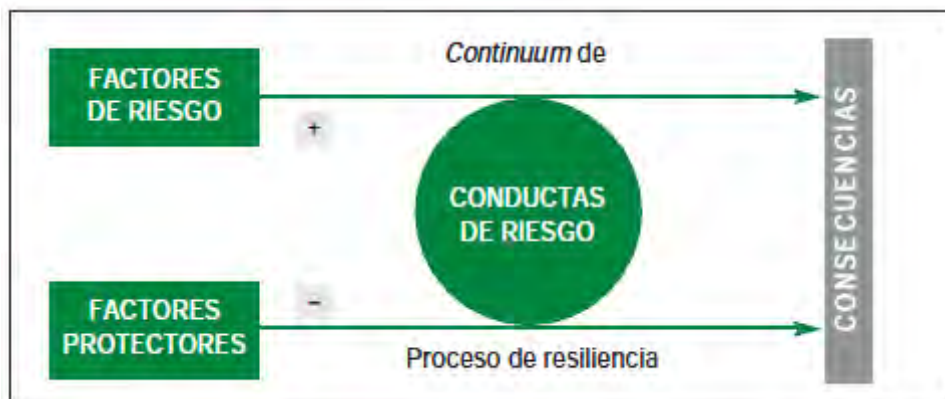 FACTORES
DE RIESGO
Continuum de
+
CONDUCTAS
DE RIESGO
–
FACTORES
PROTECTORES
Proceso de resiliencia
CONSECUENCIAS